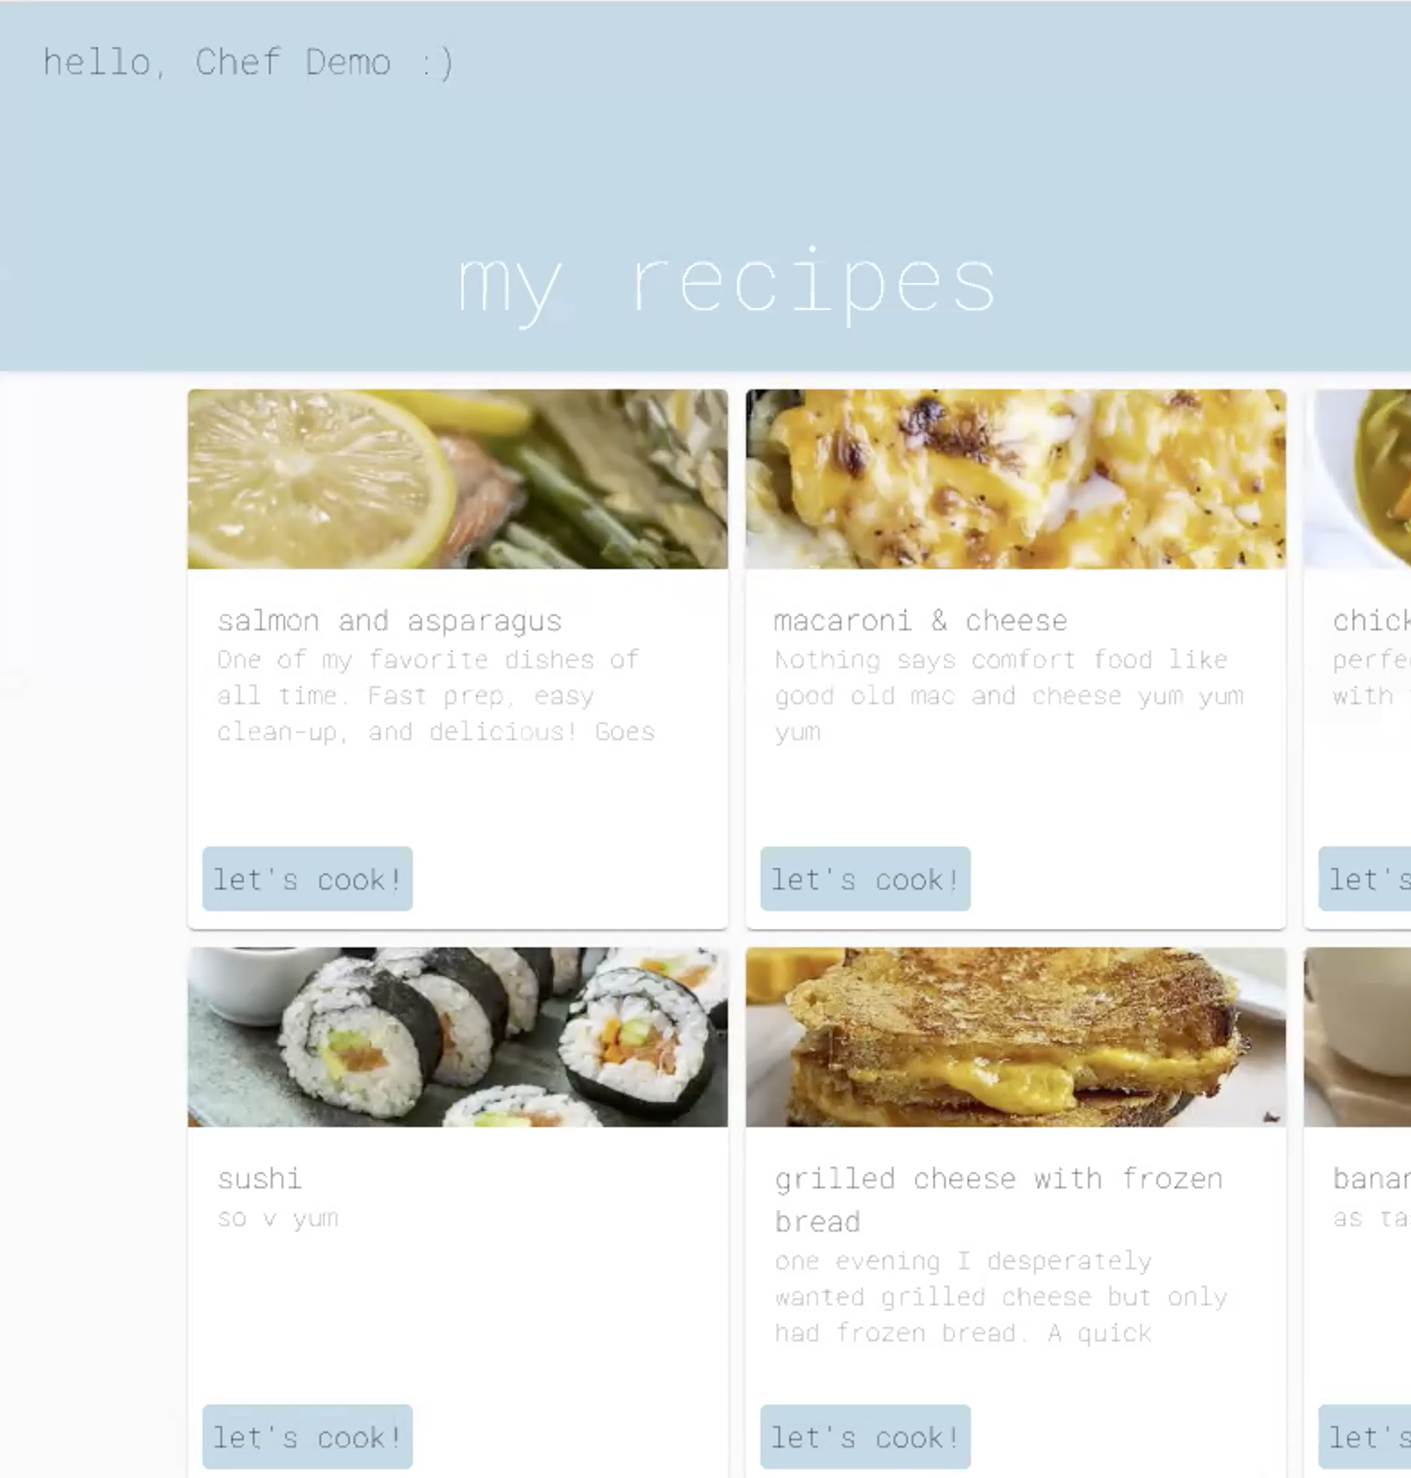 hello, Chef Demo :)
my recipes
salmon and asparagus
One of my favorite dishes of
all time. Fast prep, easy
clean-up, and delicious! Goes
let's cook!
macaroni & cheese
Nothing says comfort food like
good old mac and cheese yum yum
yum
let's cook!
chick
perfe
with
let's
sushi
so v yum
let's cook!
grilled cheese with frozen
bread
one evening I desperately
wanted grilled cheese but only
had frozen bread. A quick
let's cook!
banan
as ta
let's